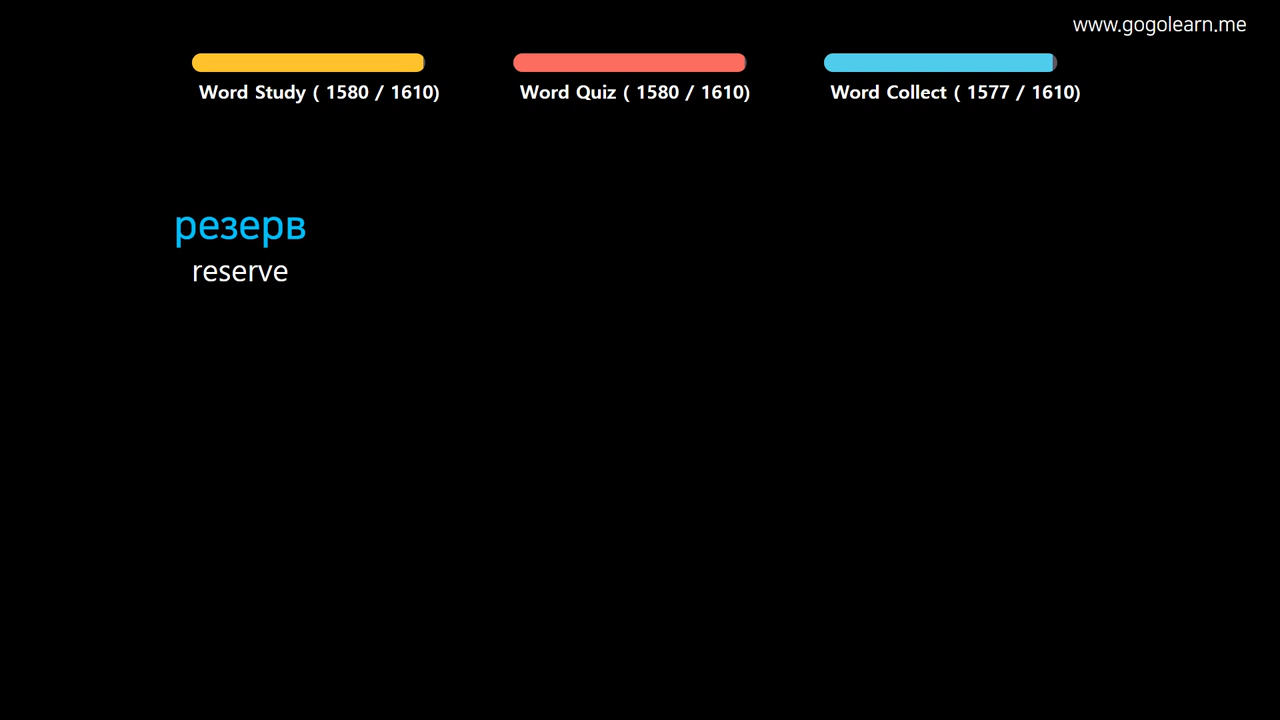 www.gogolearn.me
Word Study ( 1580 / 1610)
Word Quiz ( 1580 / 1610)
Word Collect ( 1577 / 1610)
резерв
reserve